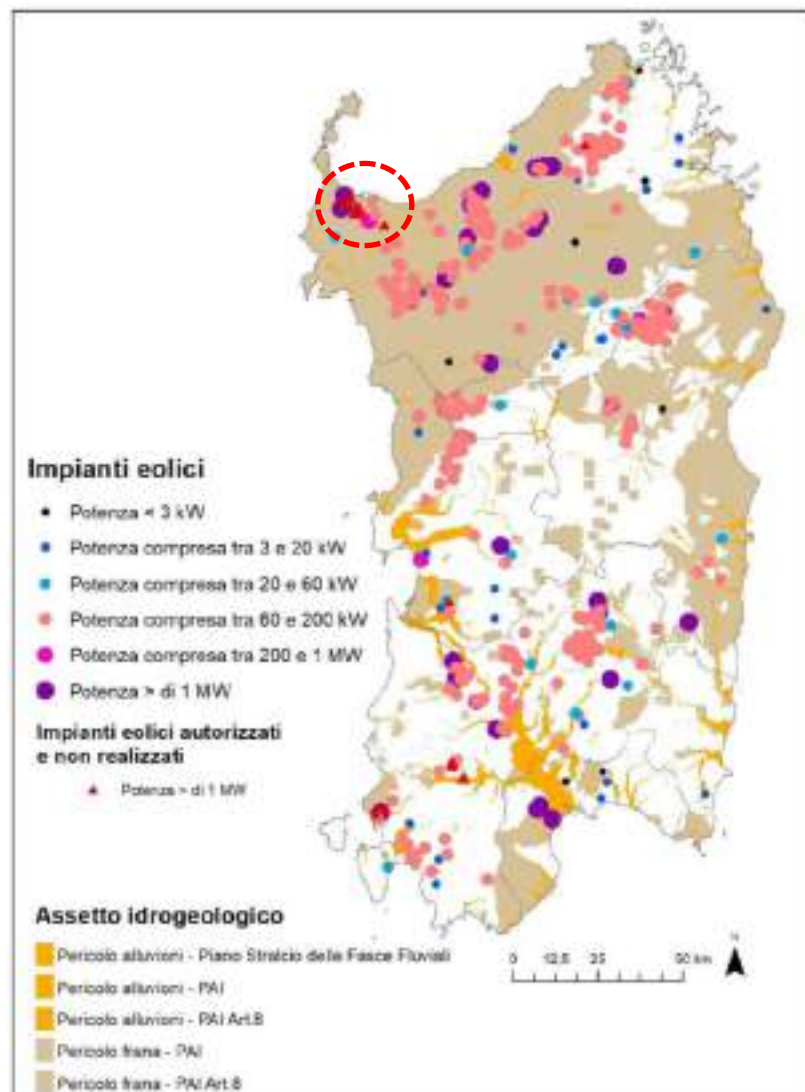 Impianti eolici
Potenza < 3 kW
Potenza compresa tra 3 e 20 kW
Potenza compresa tra 20 e 60 kW
Potenza compresa tra 60 e 200 kW
Potenza compresa tra 200 e 1 MW
Potenza > di 1 MW
Impianti eolici autorizzati
e non realizzati
Potenza > di 1 MW
Assetto idrogeologico
Pericolo alluvioni - Piano Stralcio delle Fasce Fluviali
Pericolo alluvioni - PAI
Pericolo alluvioni - PAI Art.8
Pericolo frana - PAI
Pericolo frana - PAI Art.8
N
0 12,5 25 50 km